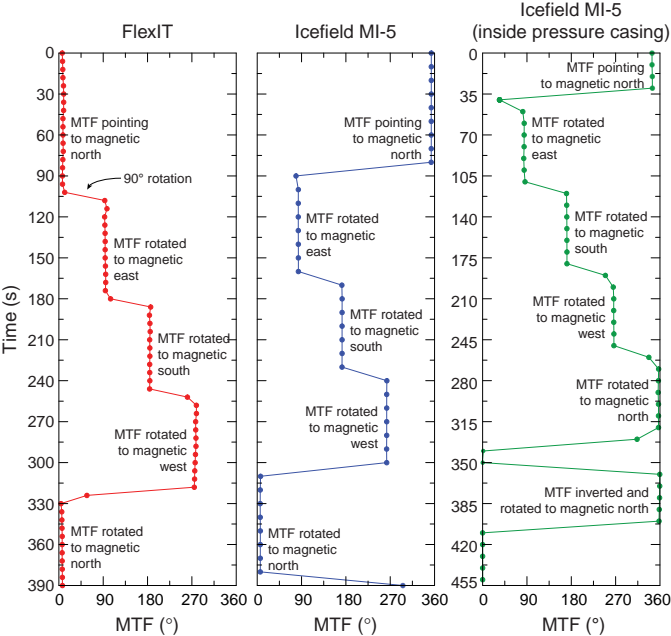 FlexIT
Icefield MI-5
Icefield MI-5
(inside pressure casing)
Time (s)
0
30
60
90
120
150
180
210
240
270
300
330
360
390
MTF pointing
to magnetic
north
90° rotation
MTF rotated
to magnetic
east
MTF rotated
to magnetic
south
MTF rotated
to magnetic
west
MTF rotated
to magnetic
north
0
90
180
270
360
MTF (°)
MTF pointing
to magnetic
north
MTF rotated
to magnetic
east
MTF rotated
to magnetic
south
MTF rotated
to magnetic
west
MTF rotated
to magnetic
north
0
90
180
270
360
MTF (°)
0
35
70
105
140
175
210
245
280
315
350
385
420
455
MTF pointing
to magnetic north
MTF rotated
to magnetic
east
MTF rotated
to magnetic
south
MTF rotated
to magnetic
west
MTF rotated
to magnetic
north
MTF inverted and
rotated to magnetic north
0
90
180
270
360
MTF (°)